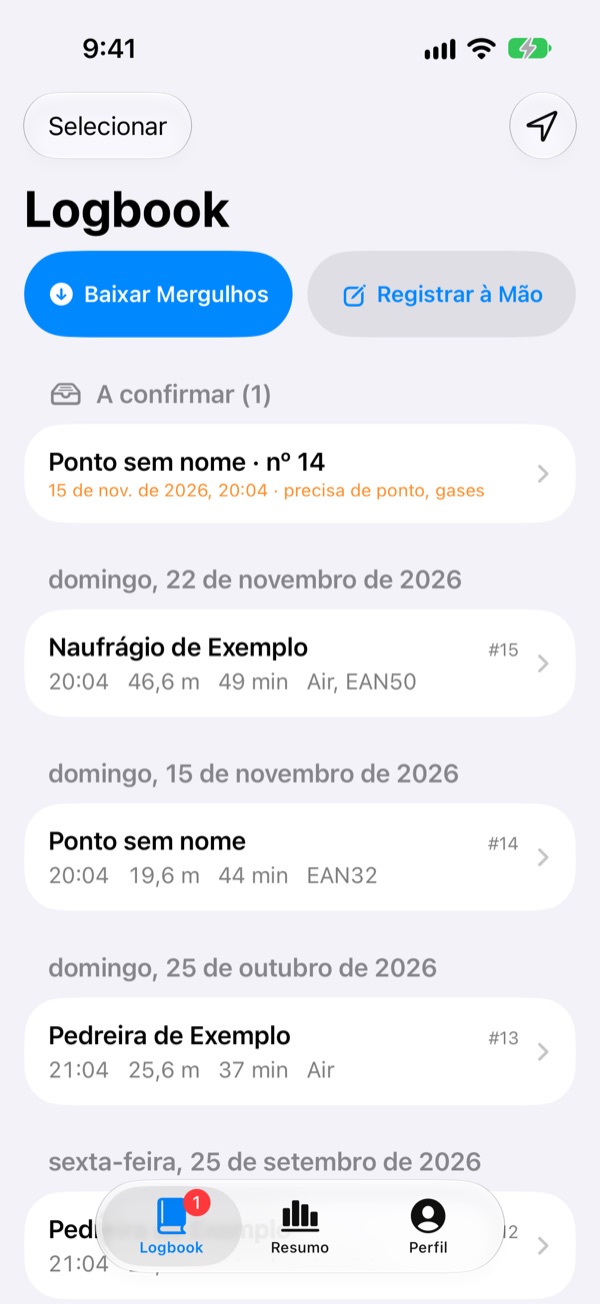 9:41
Selecionar
Logbook
Baixar Mergulhos
Registrar à Mão
A confirmar (1)
Ponto sem nome · nº 14
15 de nov. de 2026, 20:04 · precisa de ponto, gases
domingo, 22 de novembro de 2026
Naufrágio de Exemplo #15
20:04 46,6 m 49 min Air, EAN50
domingo, 15 de novembro de 2026
Ponto sem nome #14
20:04 19,6 m 44 min EAN32
domingo, 25 de outubro de 2026
Pedreira de Exemplo #13
21:04 25,6 m 37 min Air
sexta-feira, 25 de setembro de 2026
21:04
1
Logbook Resumo Perfil